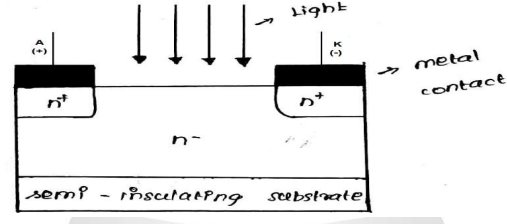 Light
A
(+)
K
(-)
metal
contact
n+
n+
n-
semi - insulating substrate